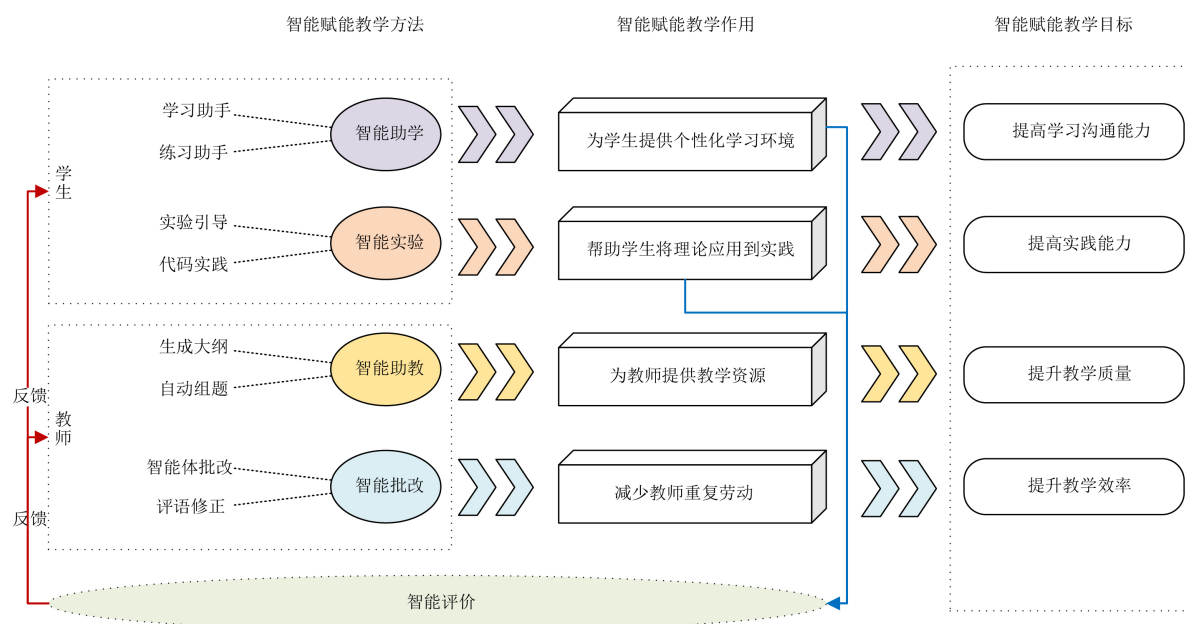 智能赋能教学方法
智能赋能教学作用
智能赋能教学目标
学习助手
练习助手
智能助学
为学生提供个性化学习环境
提高学习沟通能力
学生
实验引导
代码实践
智能实验
帮助学生将理论应用到实践
提高实践能力
生成大纲
自动组题
智能助教
为教师提供教学资源
提升教学质量
反馈
教师
智能体批改
评语修正
智能批改
减少教师重复劳动
提升教学效率
反馈
智能评价